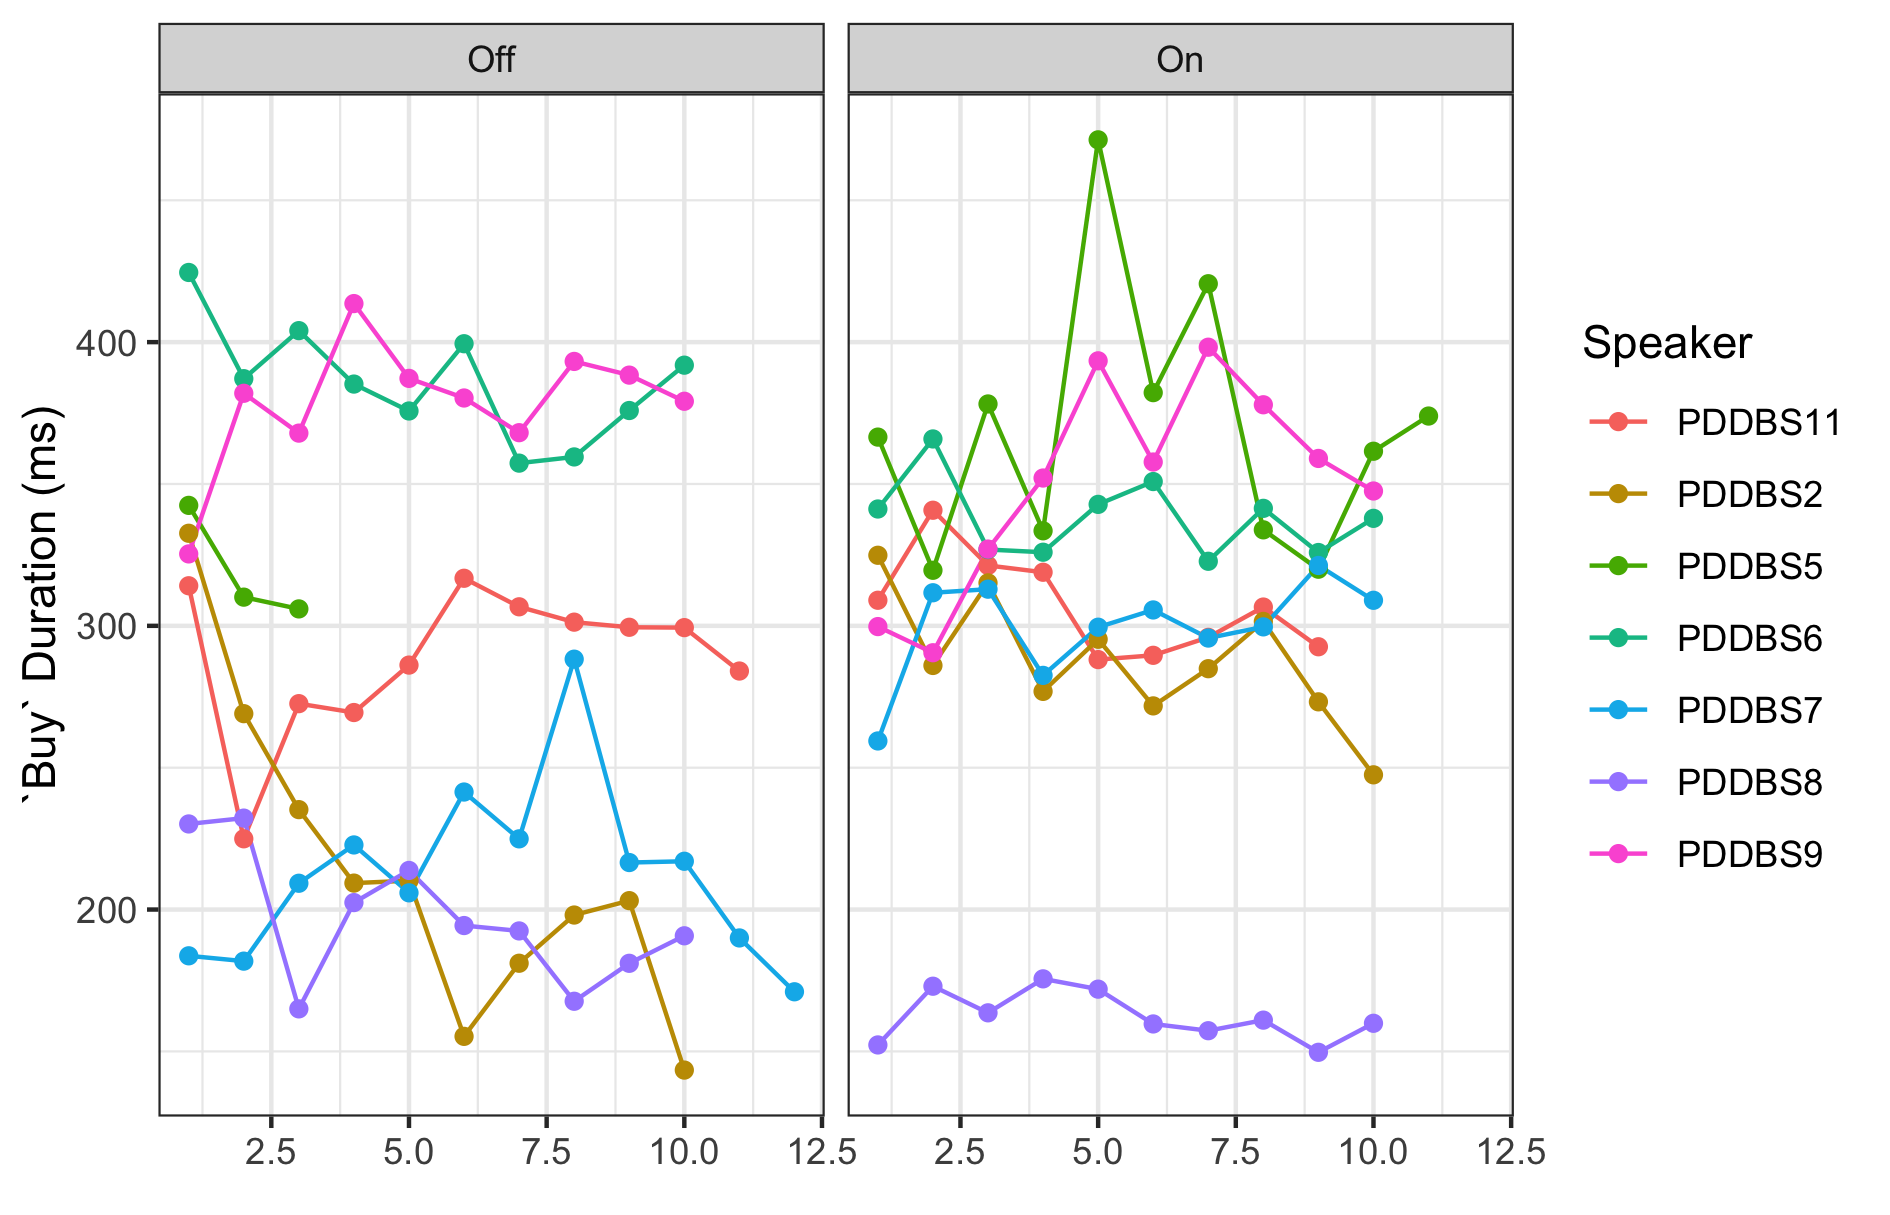 Off
On
400
300
200
`Buy` Duration (ms)
2.5 5.0 7.5 10.0 12.5
2.5 5.0 7.5 10.0 12.5
Speaker
PDDBS11
PDDBS2
PDDBS5
PDDBS6
PDDBS7
PDDBS8
PDDBS9